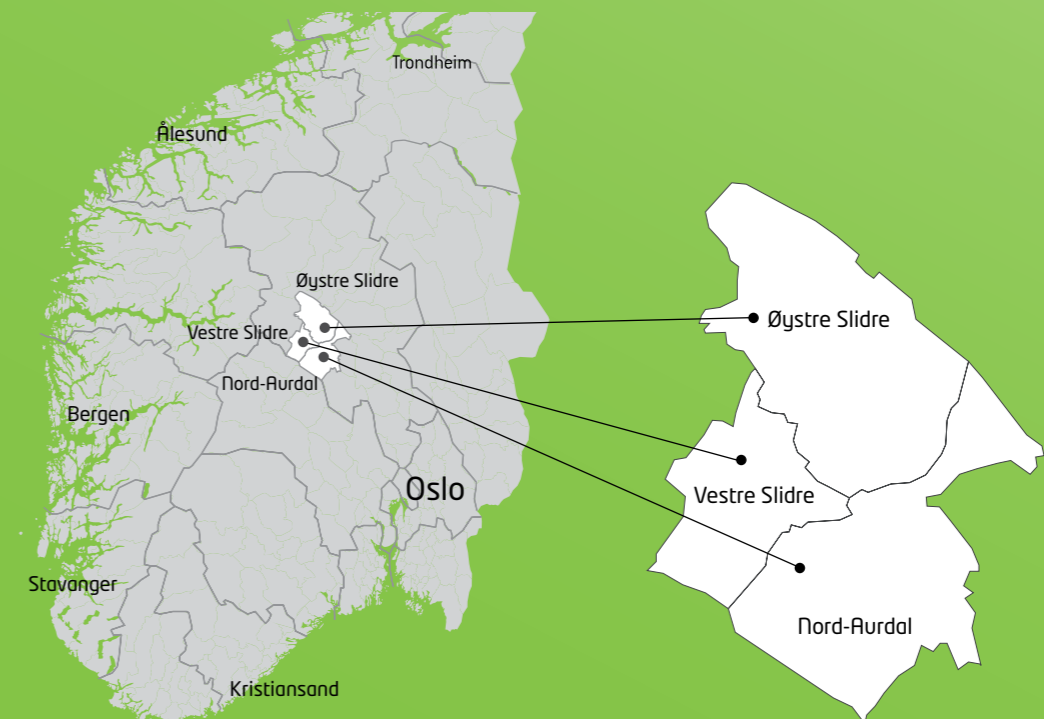 Trondheim
Ålesund
Øystre Slidre
Vestre Slidre
Nord-Aurdal
Bergen
Oslo
Stavanger
Kristiansand
Øystre Slidre
Vestre Slidre
Nord-Aurdal